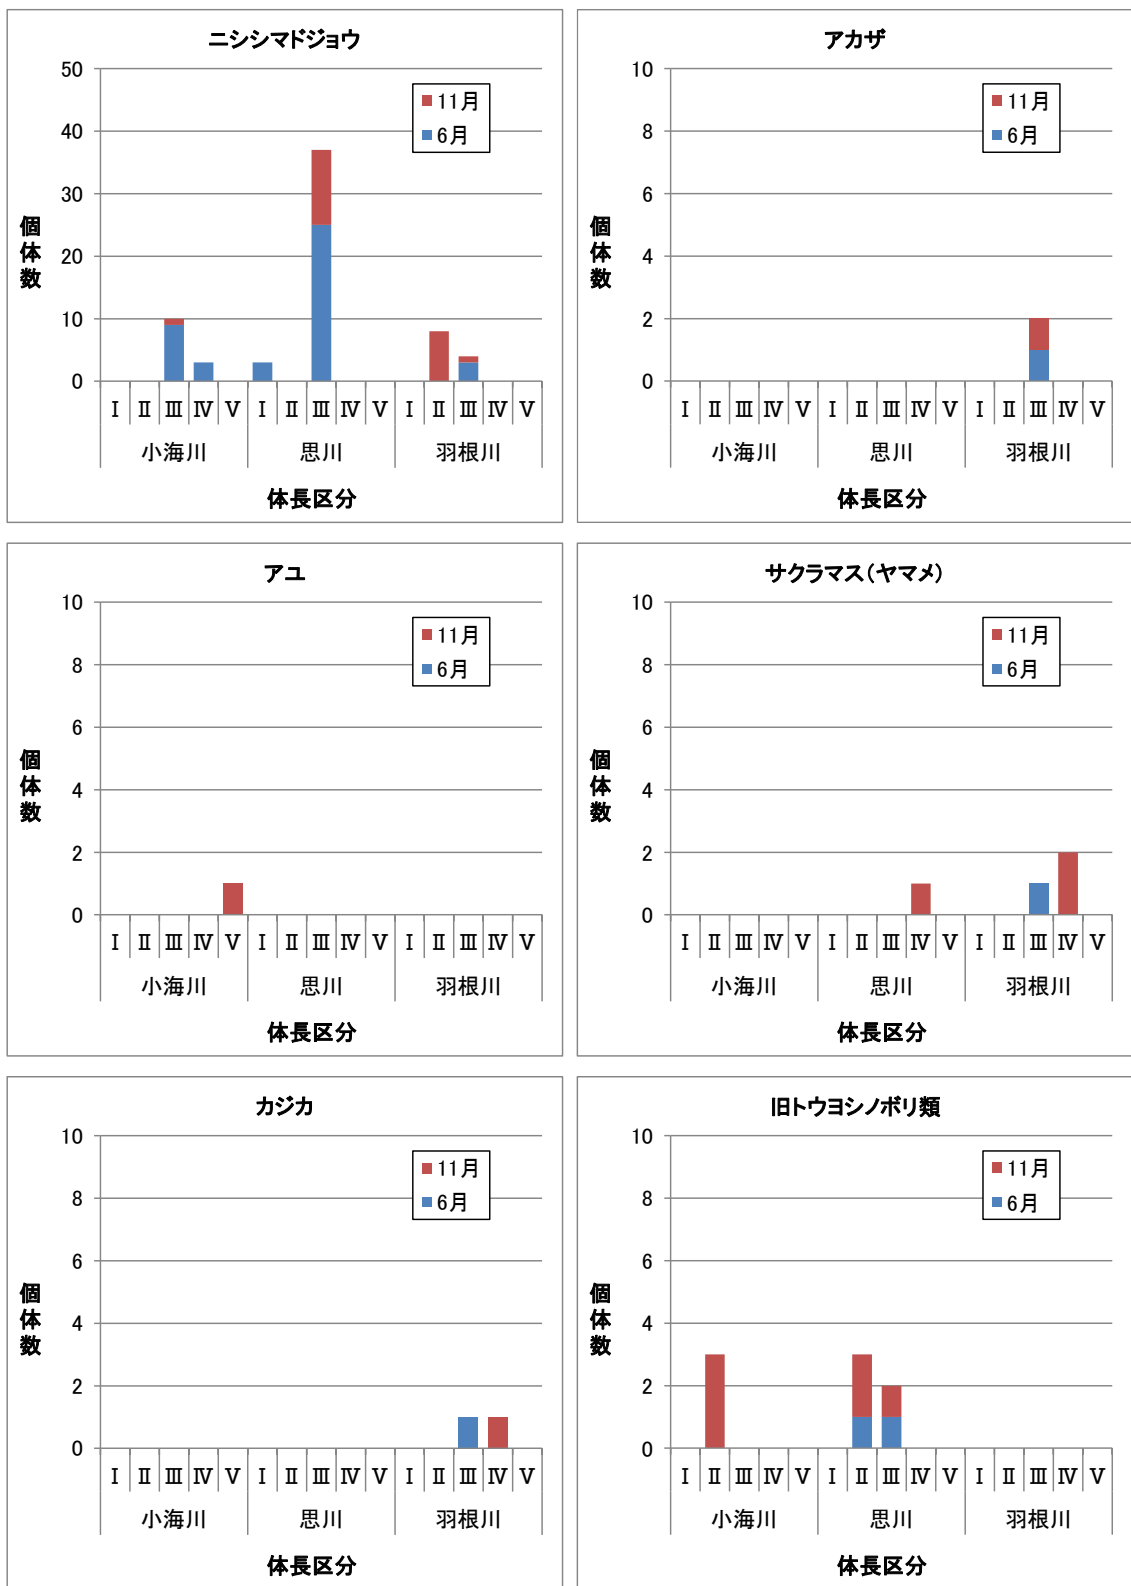 ニシシマドジョウ
50
40
30
20
10
0
11月
6月
個体数
Ⅰ Ⅱ Ⅲ Ⅳ Ⅴ Ⅰ Ⅱ Ⅲ Ⅳ Ⅴ Ⅰ Ⅱ Ⅲ Ⅳ Ⅴ
小海川 思川 羽根川
体長区分
アカザ
10
8
6
4
2
0
11月
6月
個体数
Ⅰ Ⅱ Ⅲ Ⅳ Ⅴ Ⅰ Ⅱ Ⅲ Ⅳ Ⅴ Ⅰ Ⅱ Ⅲ Ⅳ Ⅴ
小海川 思川 羽根川
体長区分
アユ
10
8
6
4
2
0
11月
6月
個体数
Ⅰ Ⅱ Ⅲ Ⅳ Ⅴ Ⅰ Ⅱ Ⅲ Ⅳ Ⅴ Ⅰ Ⅱ Ⅲ Ⅳ Ⅴ
小海川 思川 羽根川
体長区分
サクラマス（ヤマメ）
10
8
6
4
2
0
11月
6月
個体数
Ⅰ Ⅱ Ⅲ Ⅳ Ⅴ Ⅰ Ⅱ Ⅲ Ⅳ Ⅴ Ⅰ Ⅱ Ⅲ Ⅳ Ⅴ
小海川 思川 羽根川
体長区分
カジカ
10
8
6
4
2
0
11月
6月
個体数
Ⅰ Ⅱ Ⅲ Ⅳ Ⅴ Ⅰ Ⅱ Ⅲ Ⅳ Ⅴ Ⅰ Ⅱ Ⅲ Ⅳ Ⅴ
小海川 思川 羽根川
体長区分
旧トウヨシノボリ類
10
8
6
4
2
0
11月
6月
個体数
Ⅰ Ⅱ Ⅲ Ⅳ Ⅴ Ⅰ Ⅱ Ⅲ Ⅳ Ⅴ Ⅰ Ⅱ Ⅲ Ⅳ Ⅴ
小海川 思川 羽根川
体長区分